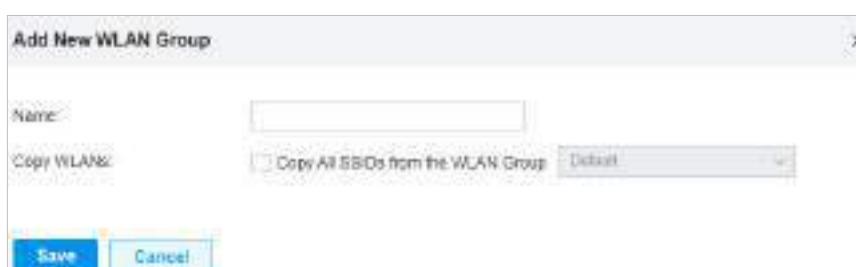 Add New WLAN Group
Name:
Copy WLANs: Copy All SSIDs from the WLAN Group Default
Save Cancel